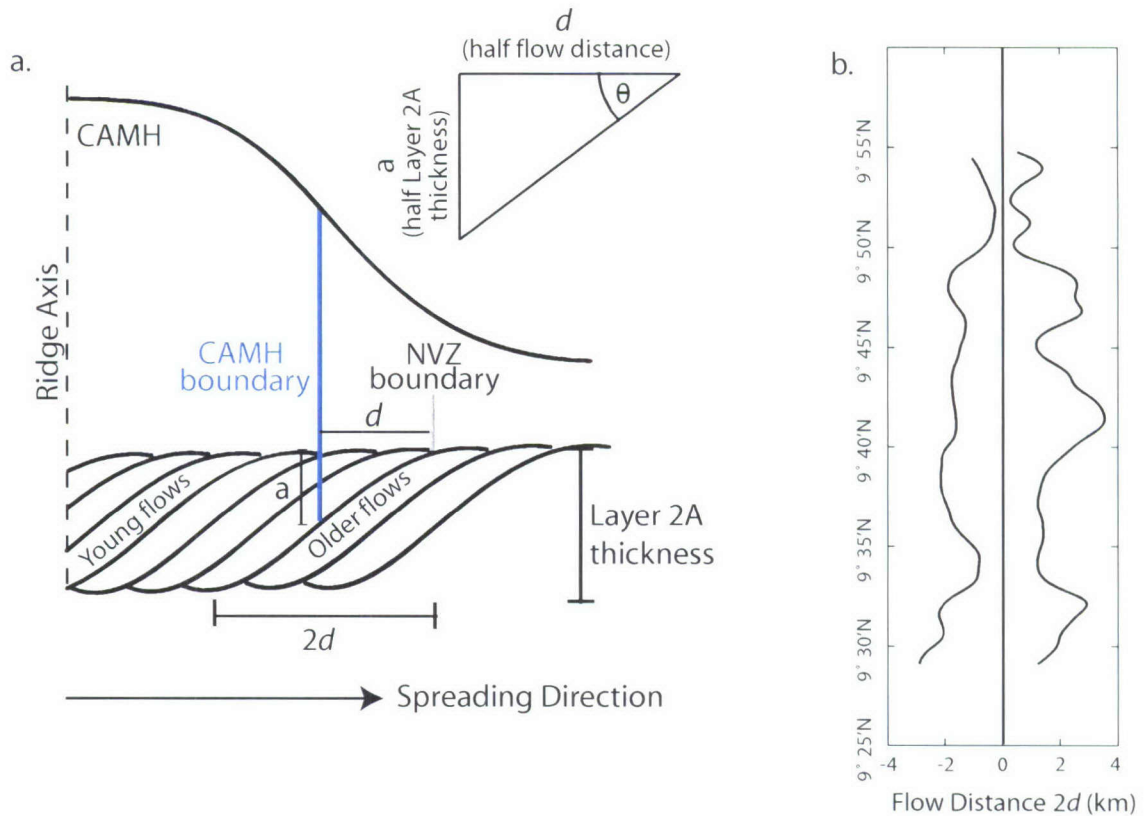 a.
d
(half flow distance)
θ
a
(half Layer 2A
thickness)
CAMH
Ridge Axis
CAMH
boundary
NVZ
boundary
d
a
Young flows
Older flows
Layer 2A
thickness
2d
Spreading Direction
b.
9° 55'N
9° 50'N
9° 45'N
9° 40'N
9° 35'N
9° 30'N
9° 25'N
-4 -2 0 2 4
Flow Distance 2d (km)